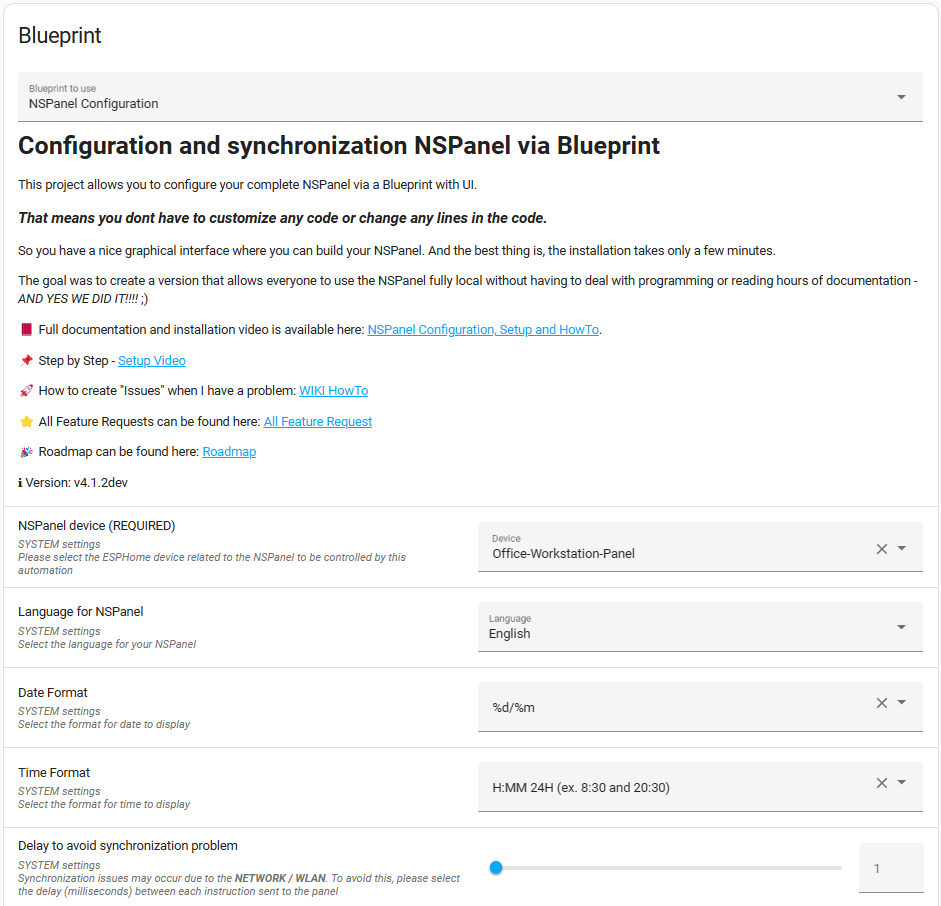 Blueprint
Blueprint to use
NSPanel Configuration
Configuration and synchronization NSPanel via Blueprint
This project allows you to configure your complete NSPanel via a Blueprint with UI.
That means you dont have to customize any code or change any lines in the code.
So you have a nice graphical interface where you can build your NSPanel. And the best thing is, the installation takes only a few minutes.
The goal was to create a version that allows everyone to use the NSPanel fully local without having to deal with programming or reading hours of documentation -
AND YES WE DID IT!!!! ;)
📕 Full documentation and installation video is available here: NSPanel Configuration, Setup and HowTo.
📌 Step by Step - Setup Video
🚀 How to create "Issues" when I have a problem: WIKI HowTo
⭐ All Feature Requests can be found here: All Feature Request
🎉 Roadmap can be found here: Roadmap
ℹ Version: v4.1.2dev
NSPanel device (REQUIRED)
SYSTEM settings
Please select the ESPHome device related to the NSPanel to be controlled by this
automation
Device
Office-Workstation-Panel
Language for NSPanel
SYSTEM settings
Select the language for your NSPanel
Language
English
Date Format
SYSTEM settings
Select the format for date to display
%d/%m
Time Format
SYSTEM settings
Select the format for time to display
H:MM 24H (ex. 8:30 and 20:30)
Delay to avoid synchronization problem
SYSTEM settings
Synchronization issues may occur due to the NETWORK / WLAN. To avoid this, please select
the delay (milliseconds) between each instruction sent to the panel
1